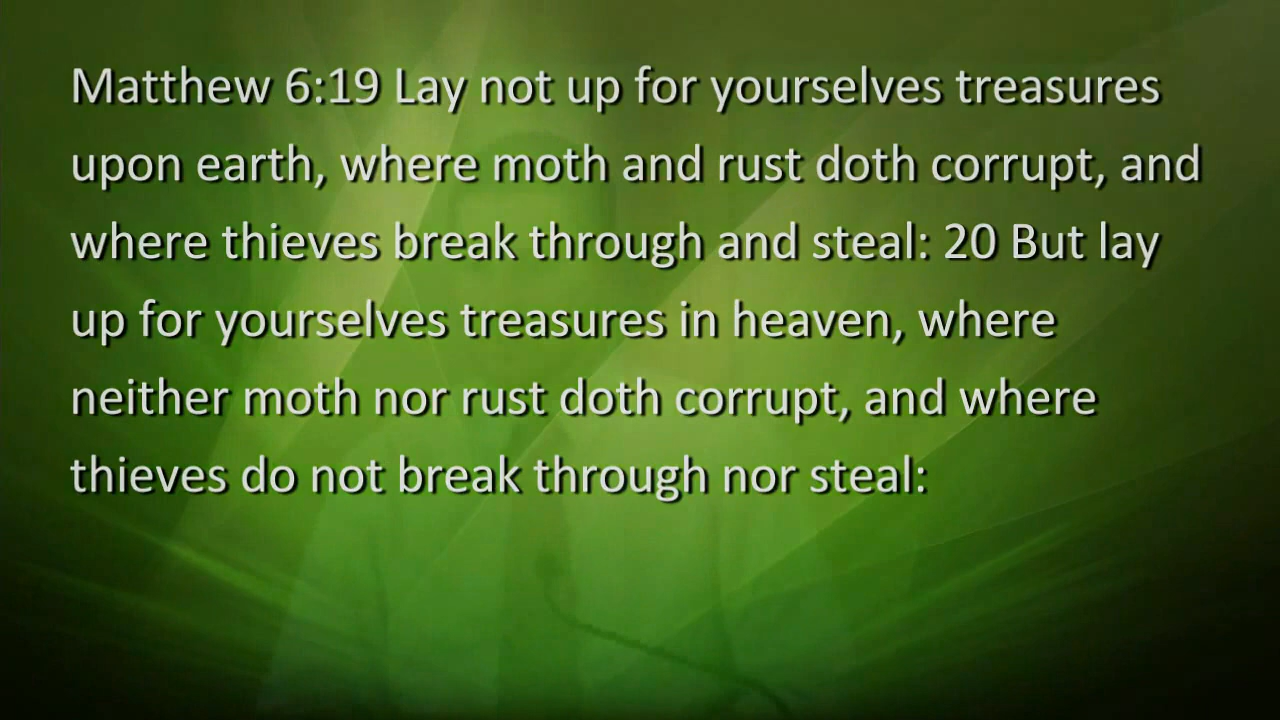 Matthew 6:19 Lay not up for yourselves treasures
upon earth, where moth and rust doth corrupt, and
where thieves break through and steal: 20 But lay
up for yourselves treasures in heaven, where
neither moth nor rust doth corrupt, and where
thieves do not break through nor steal: